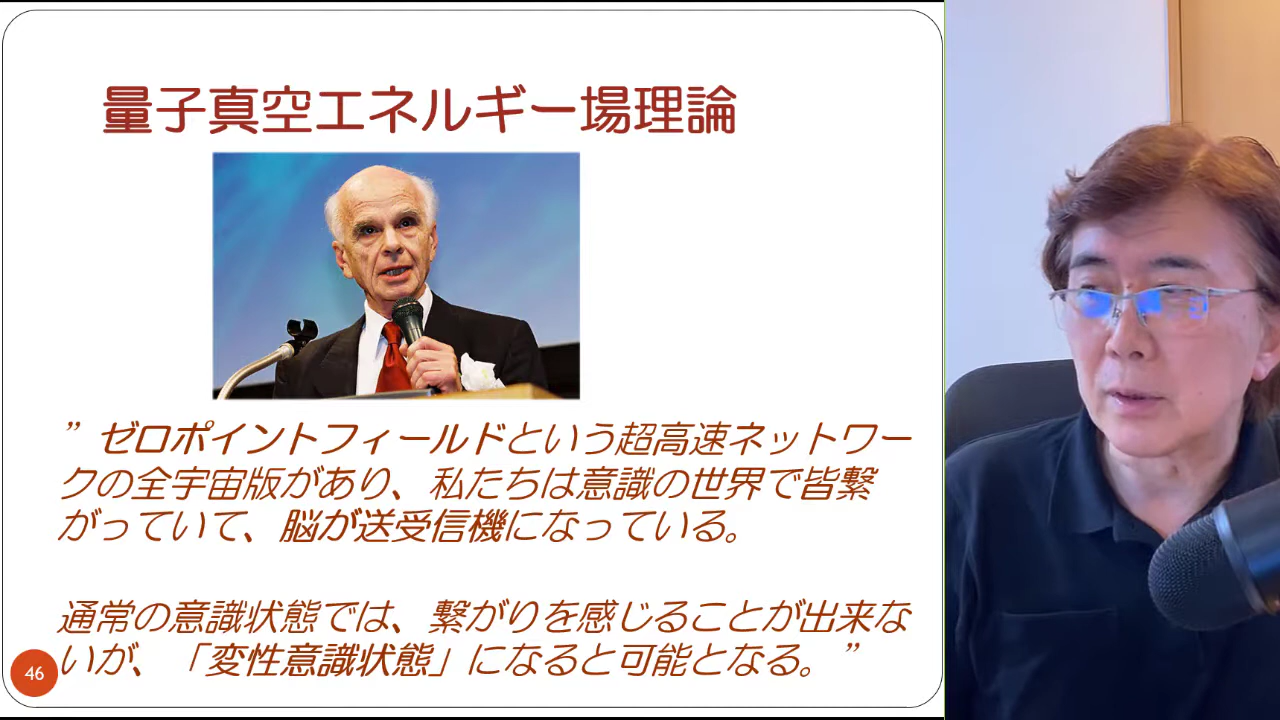 量子真空エネルギー場理論
”ゼロポイントフィールドという超高速ネットワー
クの全宇宙版があり、私たちは意識の世界で皆繋
がっていて、脳が送受信機になっている。
通常の意識状態では、繋がりを感じることが出来な
いが、「変性意識状態」になると可能となる。”
46